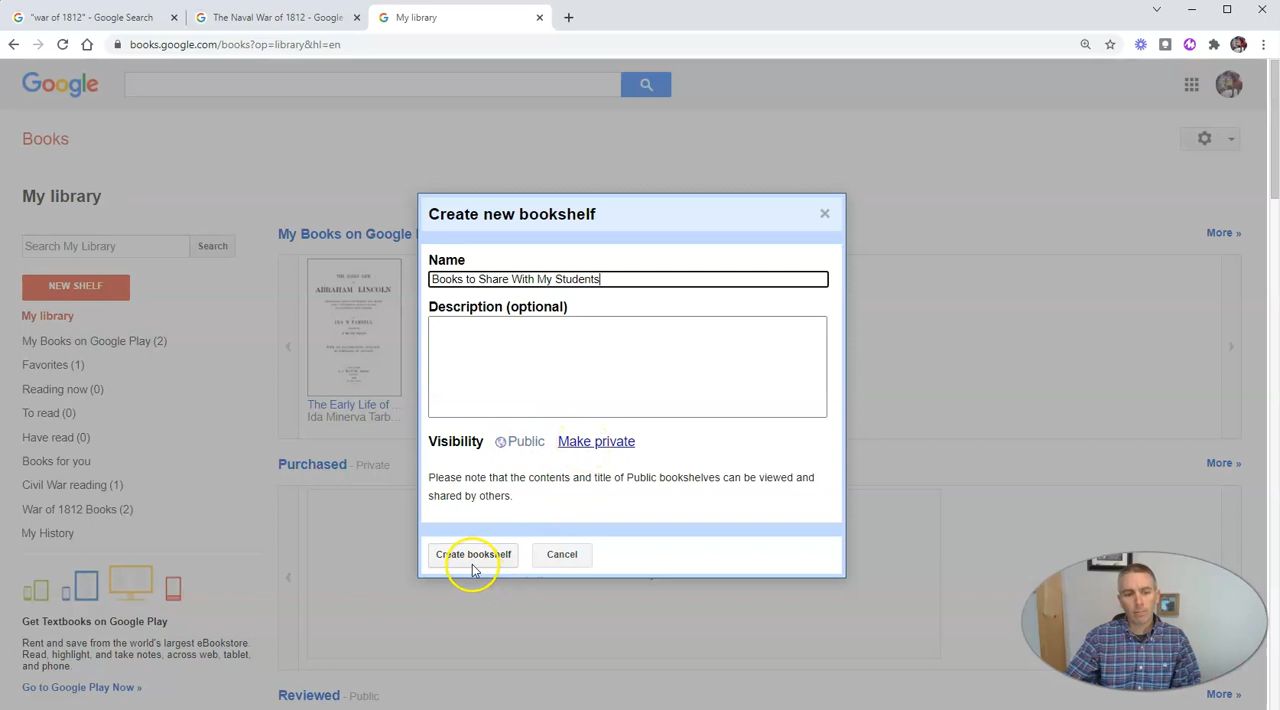 "war of 1812" - Google Search
The Naval War of 1812 - Google
My library
books.google.com/books?op=library&hl=en
Google
Books
My library
Search My Library
Search
NEW SHELF
My library
My Books on Google Play (2)
Favorites (1)
Reading now (0)
To read (0)
Have read (0)
Books for you
Civil War reading (1)
War of 1812 Books (2)
My History
Get Textbooks on Google Play
Rent and save from the world's largest eBookstore.
Read, highlight, and take notes, across web, tablet,
and phone.
Go to Google Play Now »
My Books on Google
More »
THE EARLY LIFE OF
ABRAHAM LINCOLN
The Early Life of ...
Ida Minerva Tarb...
Purchased - Private
More »
Reviewed - Public
More »
Create new bookshelf
Name
Books to Share With My Students
Description (optional)
Visibility Public Make private
Please note that the contents and title of Public bookshelves can be viewed and
shared by others.
Create bookshelf
Cancel